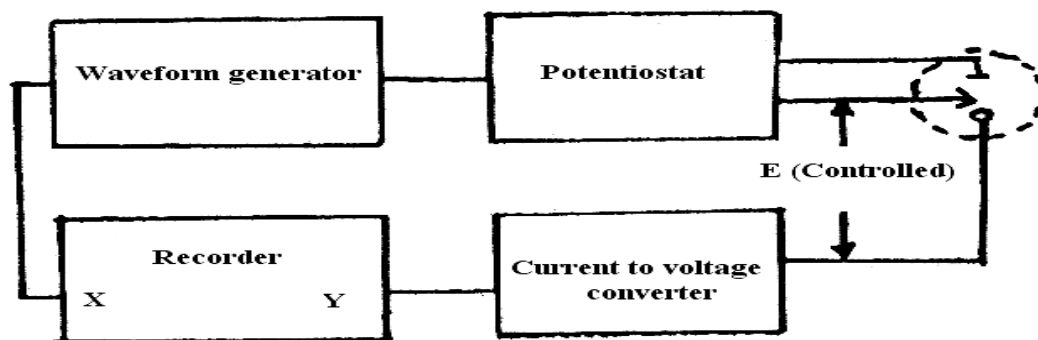 Waveform generator
Potentiostat
E (Controlled)
Recorder
X
Y
Current to voltage
converter